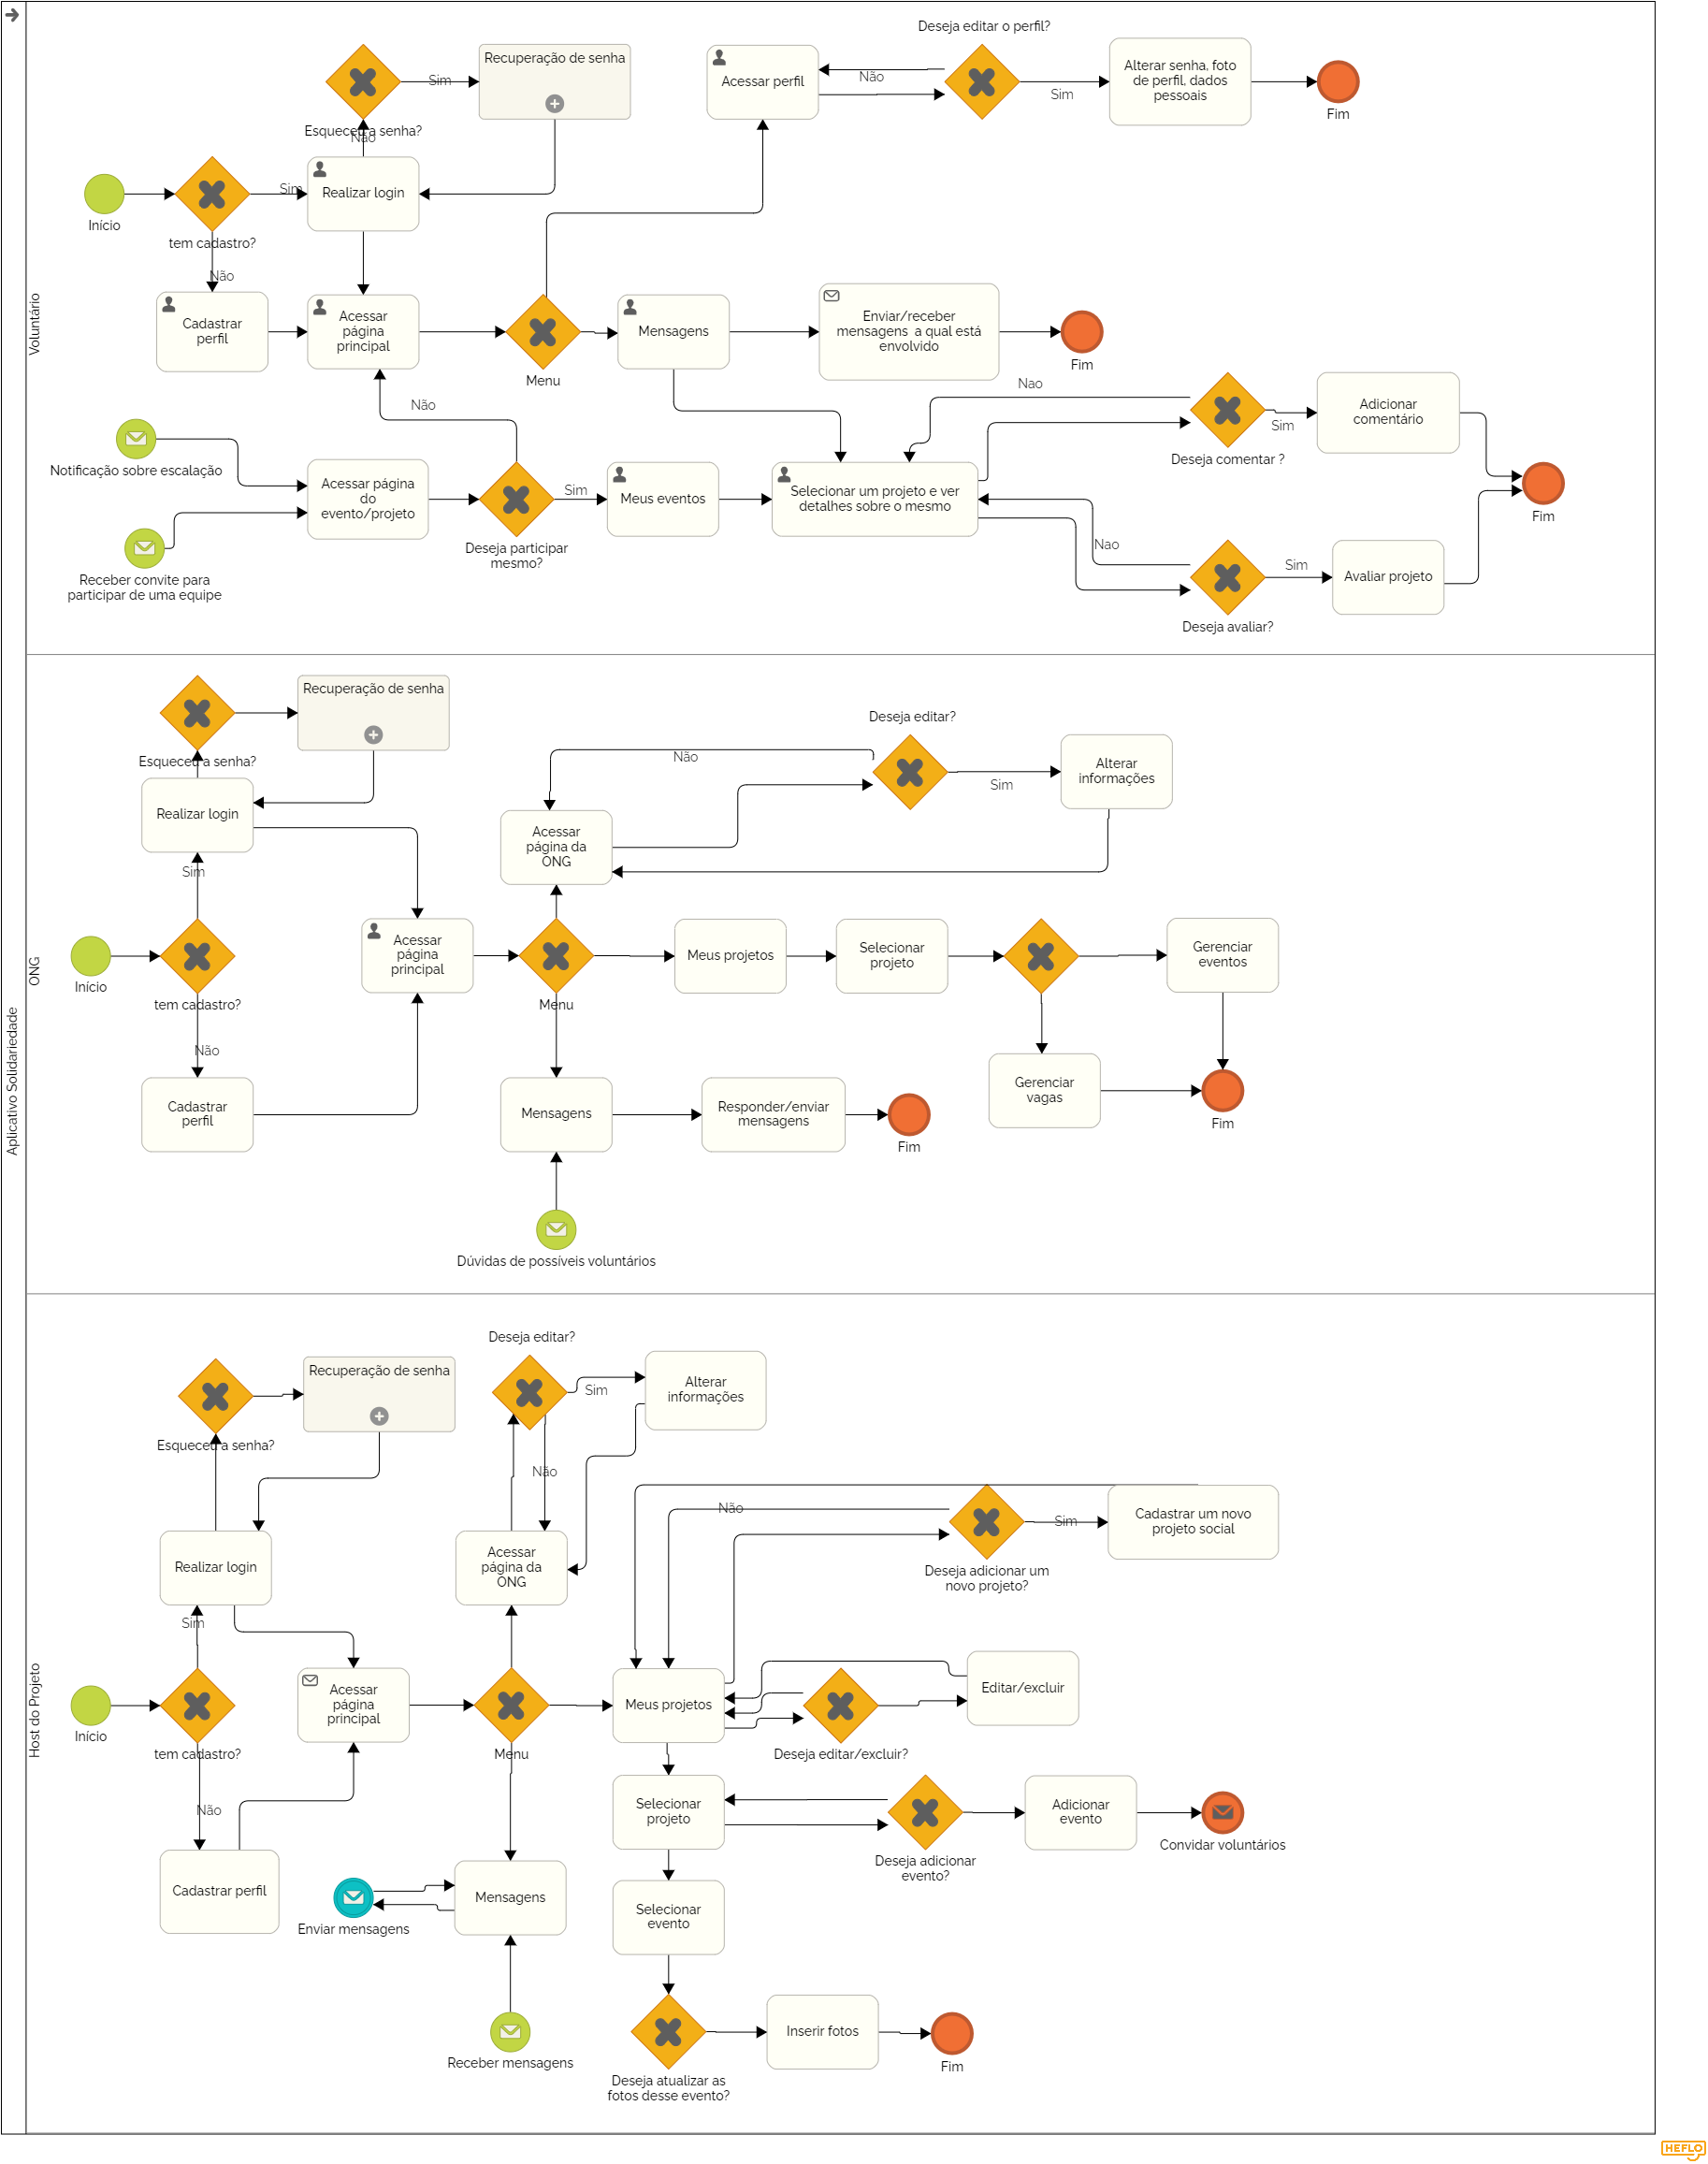 Aplicativo Solidariedade
Voluntário
Deseja editar o perfil?
Recuperação de senha
Sim
Esqueceu a senha?
Não
Acessar perfil
Não
Sim
Alterar senha, foto
de perfil, dados
pessoais
Fim
Início
tem cadastro?
Sim
Realizar login
Não
Cadastrar
perfil
Acessar
página
principal
Menu
Mensagens
Enviar/receber
mensagens a qual está
envolvido
Fim
Não
Nao
Notificação sobre escalação
Receber convite para
participar de uma equipe
Acessar página
do
evento/projeto
Deseja participar
mesmo?
Sim
Meus eventos
Selecionar um projeto e ver
detalhes sobre o mesmo
Deseja comentar ?
Sim
Adicionar
comentário
Nao
Deseja avaliar?
Sim
Avaliar projeto
Fim
ONG
Recuperação de senha
Esqueceu a senha?
Realizar login
Sim
Início
tem cadastro?
Não
Cadastrar
perfil
Acessar
página
principal
Menu
Acessar
página da
ONG
Não
Deseja editar?
Sim
Alterar
informações
Meus projetos
Selecionar
projeto
Gerenciar
eventos
Gerenciar
vagas
Fim
Mensagens
Responder/enviar
mensagens
Fim
Dúvidas de possíveis voluntários
Host do Projeto
Recuperação de senha
Esqueceu a senha?
Realizar login
Sim
Início
tem cadastro?
Não
Cadastrar perfil
Acessar
página
principal
Menu
Deseja editar?
Sim
Alterar
informações
Não
Acessar
página da
ONG
Não
Deseja adicionar um
novo projeto?
Sim
Cadastrar um novo
projeto social
Meus projetos
Deseja editar/excluir?
Editar/excluir
Selecionar
projeto
Deseja adicionar
evento?
Adicionar
evento
Convidar voluntários
Enviar mensagens
Mensagens
Receber mensagens
Selecionar
evento
Deseja atualizar as
fotos desse evento?
Inserir fotos
Fim
HEFLO